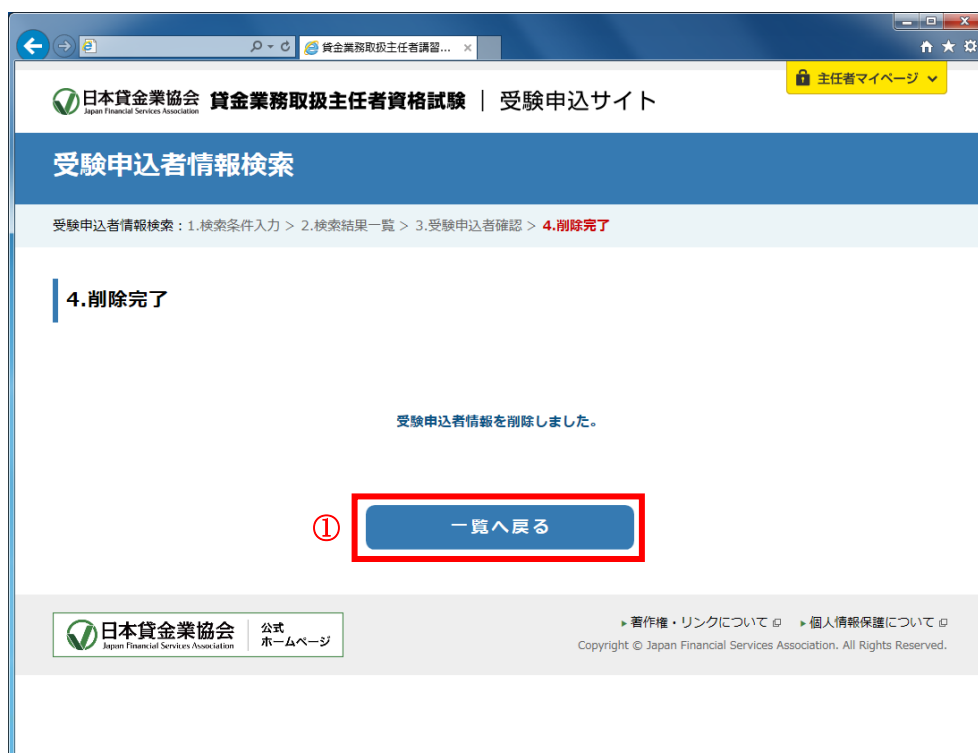 貸金業務取扱主任者講習...
主任者マイページ
日本貸金業協会 貸金業務取扱主任者資格試験 | 受験申込サイト
Japan Financial Services Association
受験申込者情報検索
受験申込者情報検索：1.検索条件入力 > 2.検索結果一覧 > 3.受験申込者確認 > 4.削除完了
4.削除完了
受験申込者情報を削除しました。
① 一覧へ戻る
日本貸金業協会 公式
Japan Financial Services Association ホームページ
著作権・リンクについて 個人情報保護について
Copyright © Japan Financial Services Association. All Rights Reserved.